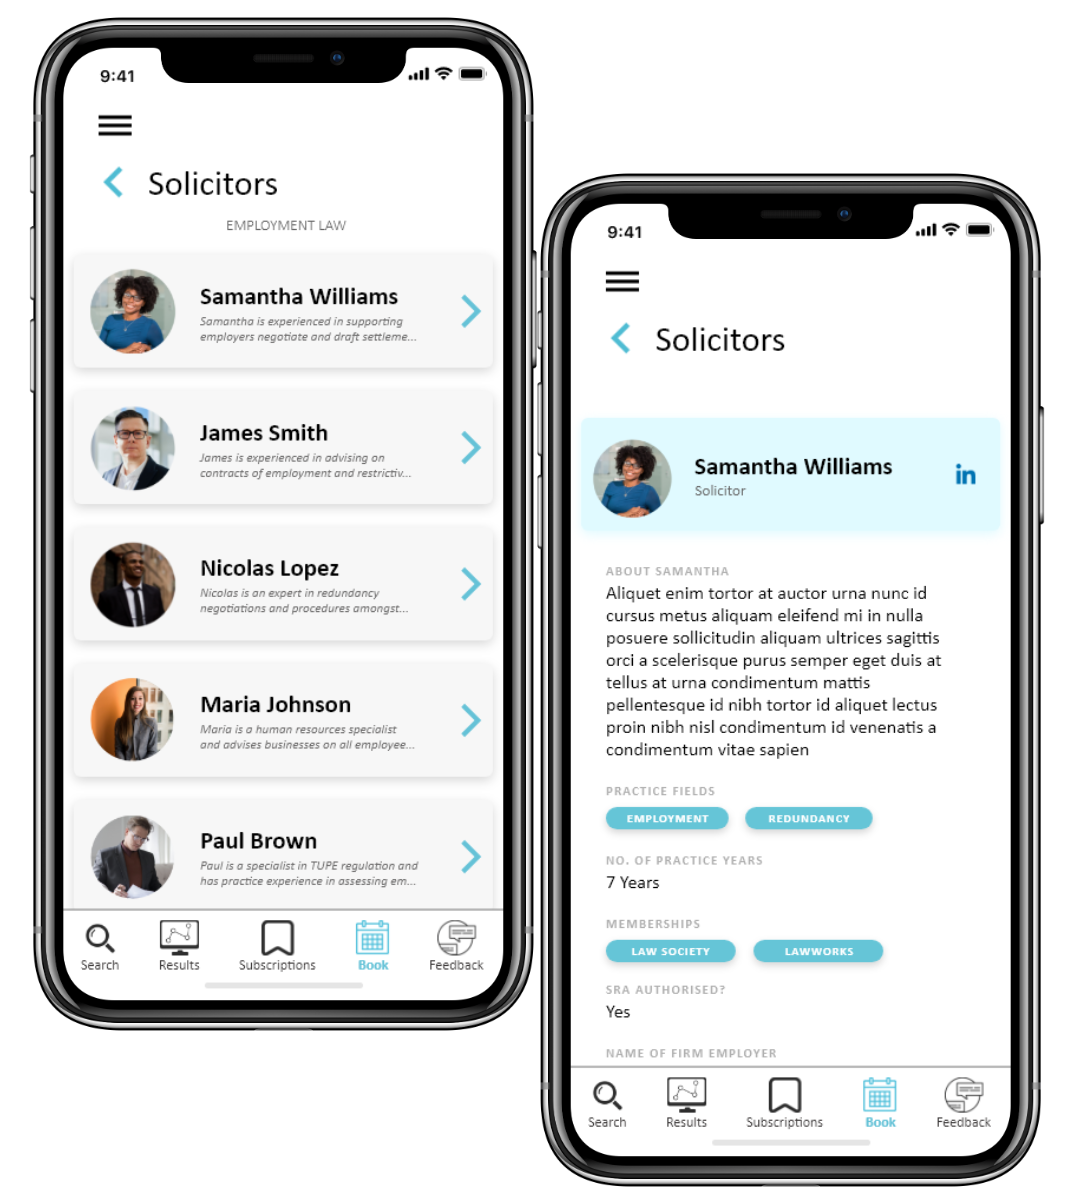 9:41
Solicitors
EMPLOYMENT LAW
Samantha Williams
Samantha is experienced in supporting
employers negotiate and draft settleme...
James Smith
James is experienced in advising on
contracts of employment and restrictiv...
Nicolas Lopez
Nicolas is an expert in redundancy
negotiations and procedures amongst...
Maria Johnson
Maria is a human resources specialist
and advises businesses on all employee...
Paul Brown
Paul is a specialist in TUPE regulation and
has practice experience in assessing em...
Search Results Subscriptions Book Feedback
9:41
Solicitors
Samantha Williams
Solicitor
in
ABOUT SAMANTHA
Aliquet enim tortor at auctor urna nunc id
cursus metus aliquam eleifend mi in nulla
posuere sollicitudin aliquam ultrices sagittis
orci a scelerisque purus semper eget duis at
tellus at urna condimentum mattis
pellentesque id nibh tortor id aliquet lectus
proin nibh nisl condimentum id venenatis a
condimentum vitae sapien
PRACTICE FIELDS
EMPLOYMENT REDUNDANCY
NO. OF PRACTICE YEARS
7 Years
MEMBERSHIPS
LAW SOCIETY LAWWORKS
SRA AUTHORISED?
Yes
NAME OF FIRM EMPLOYER
Search Results Subscriptions Book Feedback